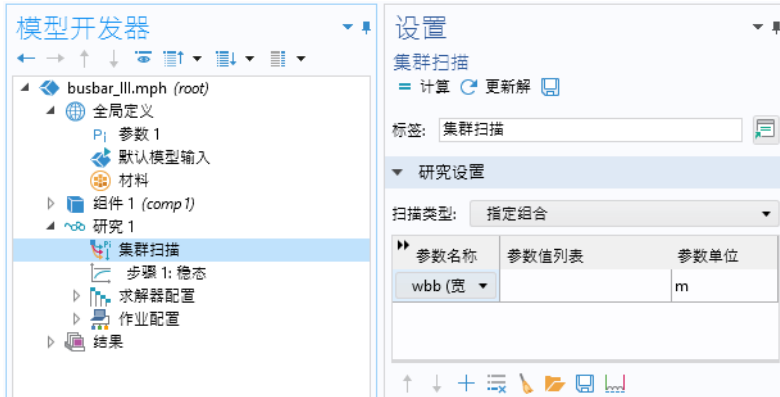 模型开发器
busbar_lll.mph (root)
全局定义
Pi 参数 1
默认模型输入
材料
组件 1 (comp1)
研究 1
集群扫描
步骤 1: 稳态
求解器配置
作业配置
结果
设置
集群扫描
= 计算 更新解
标签: 集群扫描
研究设置
扫描类型: 指定组合
参数名称 参数值列表 参数单位
wbb (宽 m